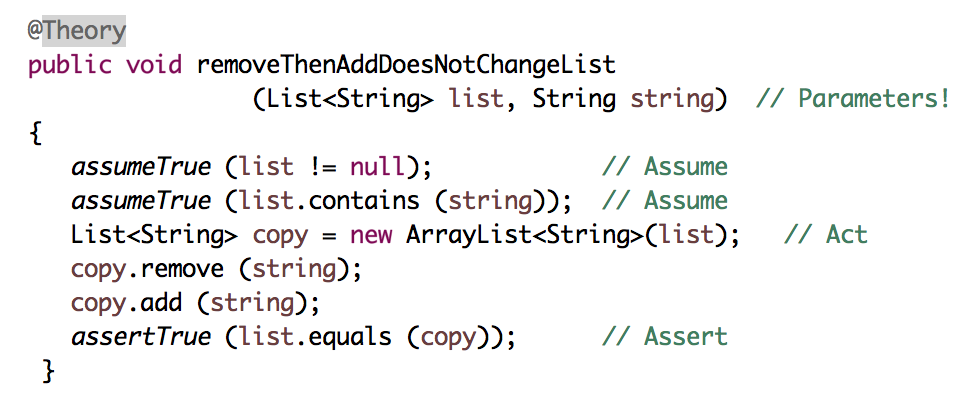 @Theory
public void removeThenAddDoesNotChangeList
(List<String> list, String string)  // Parameters!
{
assumeTrue (list != null);  // Assume
assumeTrue (list.contains (string));  // Assume
List<String> copy = new ArrayList<String>(list);  // Act
copy.remove (string);
copy.add (string);
assertTrue (list.equals (copy));  // Assert
}